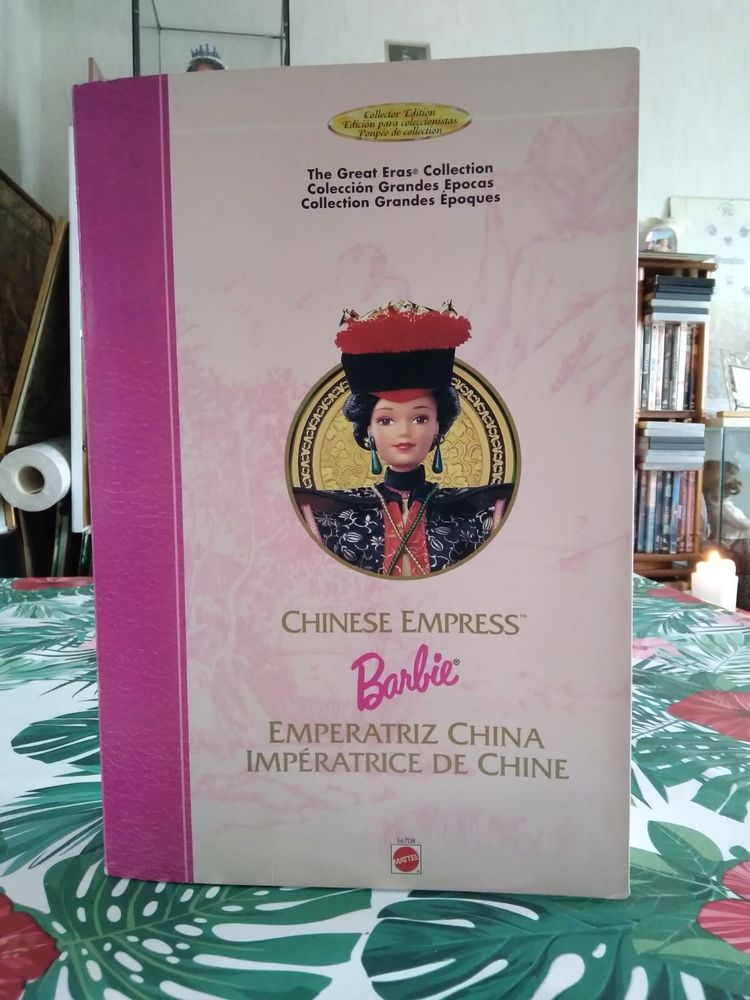 Collector Edition
Edición para coleccionistas
Poupée de collection
The Great Eras® Collection
Colección Grandes Epocas
Collection Grandes Époques
CHINESE EMPRESS™
Barbie®
EMPERATRIZ CHINA
IMPÉRATRICE DE CHINE
16708
MATTEL®